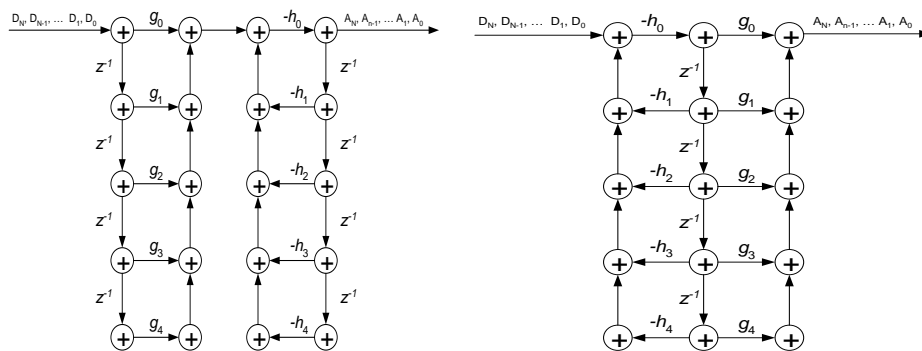 D_N, D_N-1, ... D_1, D_0 g_0 -h_0 A_N, A_n-1, ... A_1, A_0
z^-1 z^-1
g_1 -h_1
z^-1 z^-1
g_2 -h_2
z^-1 z^-1
g_3 -h_3
z^-1 z^-1
g_4 -h_4
D_N, D_N-1, ... D_1, D_0 -h_0 g_0 A_N, A_n-1, ... A_1, A_0
z^-1
-h_1 g_1
z^-1
-h_2 g_2
z^-1
-h_3 g_3
z^-1
-h_4 g_4